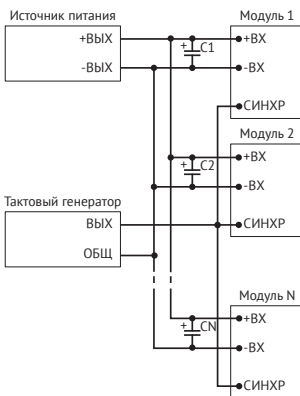 Источник питания
+ВЫХ
-ВЫХ
+
C1
Модуль 1
+ВХ
-ВХ
СИНХР
Модуль 2
+
C2
+ВХ
-ВХ
СИНХР
Тактовый генератор
ВЫХ
ОБЩ
Модуль N
+
CN
+ВХ
-ВХ
СИНХР